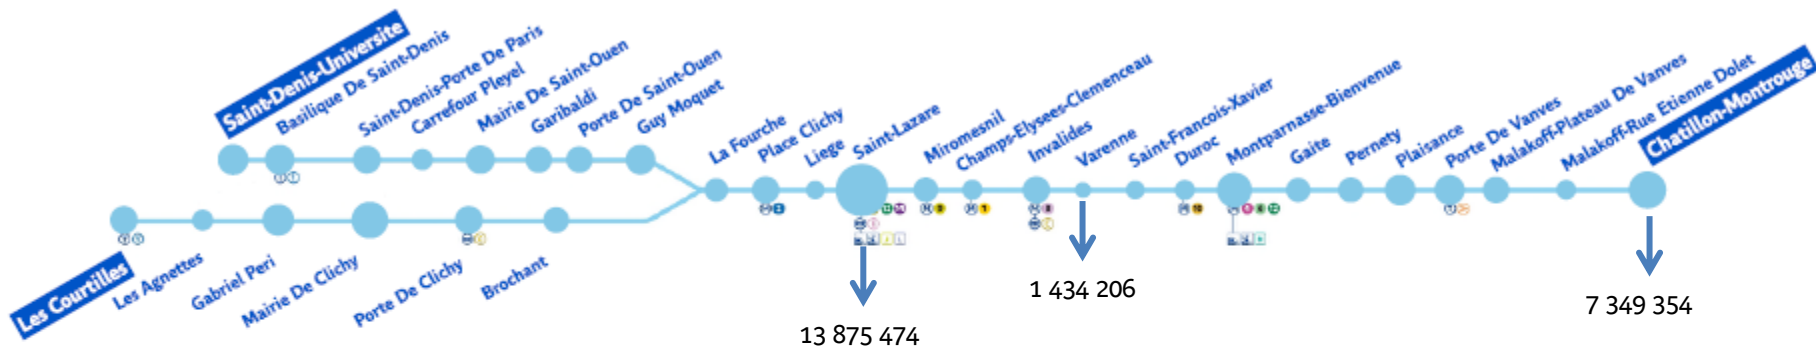 Saint-Denis-Universite
Basilique De Saint-Denis
Saint-Denis-Porte De Paris
Carrefour Pleyel
Mairie De Saint-Ouen
Garibaldi
Porte De Saint-Ouen
Guy Moquet
La Fourche
Place Clichy
Liege
Saint-Lazare
Miromesnil
Champs-Elysees-Clemenceau
Invalides
Varenne
Saint-Francois-Xavier
Duroc
Montparnasse-Bienvenue
Gaite
Pernety
Plaisance
Porte De Vanves
Malakoff-Plateau De Vanves
Malakoff-Rue Etienne Dolet
Chatillon-Montrouge
Les Courtilles
Les Agnettes
Gabriel Peri
Mairie De Clichy
Porte De Clichy
Brochant
13 875 474
1 434 206
7 349 354